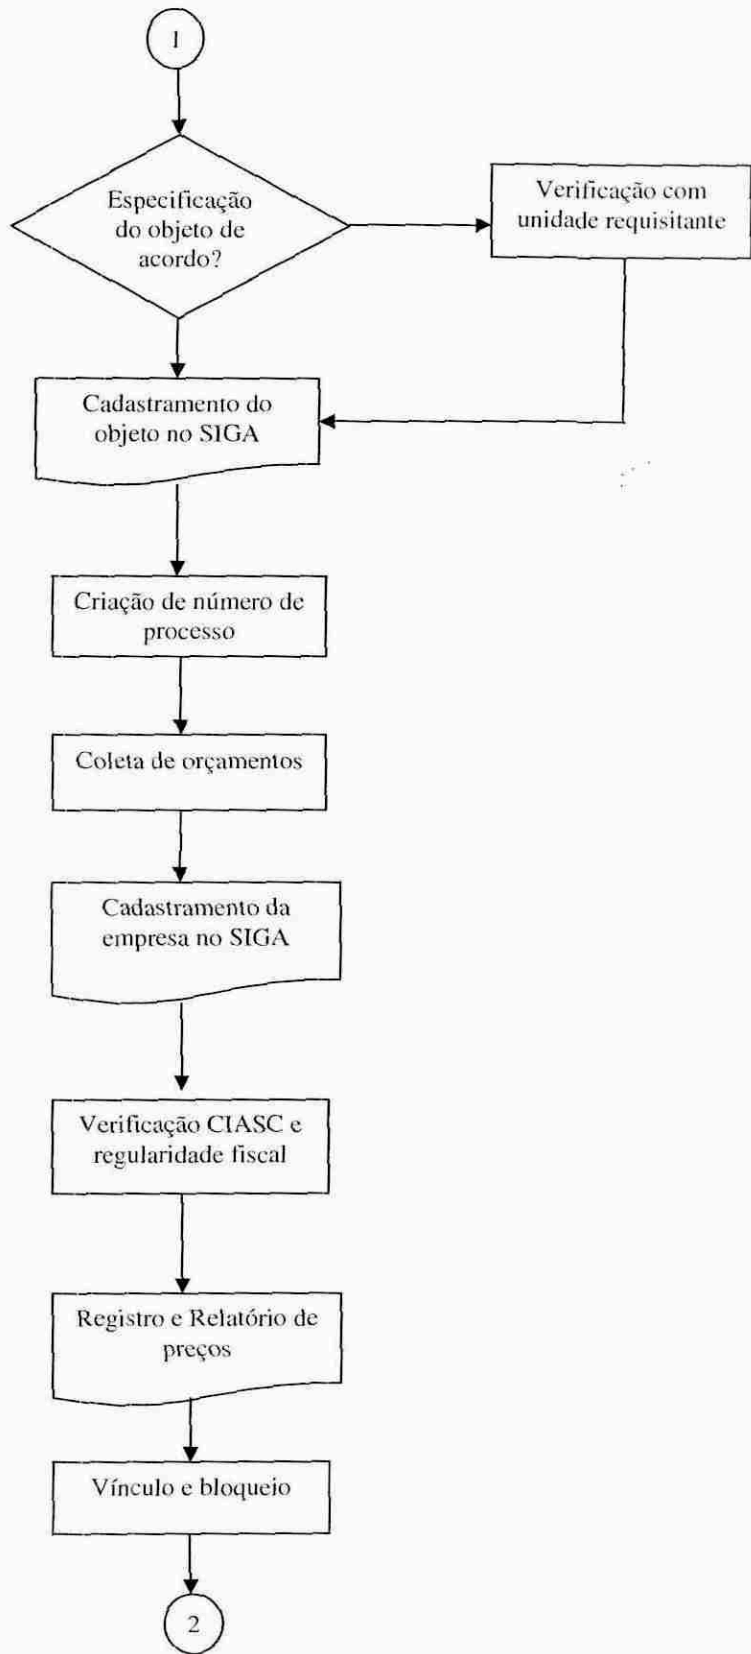 1
Especificação
do objeto de
acordo?
Verificação com
unidade requisitante
Cadastramento do
objeto no SIGA
Criação de número de
processo
Coleta de orçamentos
Cadastramento da
empresa no SIGA
Verificação CIASC e
regularidade fiscal
Registro e Relatório de
preços
Vínculo e bloqueio
2